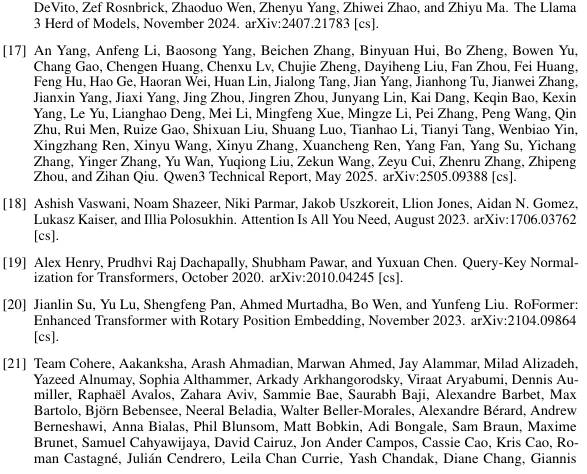 DeVito, Zef Rosnbrick, Zhaoduo Wen, Zhenyu Yang, Zhiwei Zhao, and Zhiyu Ma. The Llama
3 Herd of Models, November 2024. arXiv:2407.21783 [cs].
[17] An Yang, Anfeng Li, Baosong Yang, Beichen Zhang, Binyuan Hui, Bo Zheng, Bowen Yu,
Chang Gao, Chengen Huang, Chenxu Lv, Chujie Zheng, Dayiheng Liu, Fan Zhou, Fei Huang,
Feng Hu, Hao Ge, Haoran Wei, Huan Lin, Jialong Tang, Jian Yang, Jianhong Tu, Jianwei Zhang,
Jianxin Yang, Jiaxi Yang, Jing Zhou, Jingren Zhou, Junyang Lin, Kai Dang, Keqin Bao, Kexin
Yang, Le Yu, Lianghao Deng, Mei Li, Mingfeng Xue, Mingze Li, Pei Zhang, Peng Wang, Qin
Zhu, Rui Men, Ruize Gao, Shixuan Liu, Shuang Luo, Tianhao Li, Tianyi Tang, Wenbiao Yin,
Xingzhang Ren, Xinyu Wang, Xinyu Zhang, Xuancheng Ren, Yang Fan, Yang Su, Yichang
Zhang, Yinger Zhang, Yu Wan, Yuqiong Liu, Zekun Wang, Zeyu Cui, Zhenru Zhang, Zhipeng
Zhou, and Zihan Qiu. Qwen3 Technical Report, May 2025. arXiv:2505.09388 [cs].
[18] Ashish Vaswani, Noam Shazeer, Niki Parmar, Jakob Uszkoreit, Llion Jones, Aidan N. Gomez,
Lukasz Kaiser, and Illia Polosukhin. Attention Is All You Need, August 2023. arXiv:1706.03762
[cs].
[19] Alex Henry, Prudhvi Raj Dachapally, Shubham Pawar, and Yuxuan Chen. Query-Key Normal-
ization for Transformers, October 2020. arXiv:2010.04245 [cs].
[20] Jianlin Su, Yu Lu, Shengfeng Pan, Ahmed Murtadha, Bo Wen, and Yunfeng Liu. RoFormer:
Enhanced Transformer with Rotary Position Embedding, November 2023. arXiv:2104.09864
[cs].
[21] Team Cohere, Aakanksha, Arash Ahmadian, Marwan Ahmed, Jay Alammar, Milad Alizadeh,
Yazeed Alnumay, Sophia Althammer, Arkady Arkhangorodsky, Viraat Aryabumi, Dennis Au-
miller, Raphaël Avalos, Zahara Aviv, Sammie Bae, Saurabh Baji, Alexandre Barbet, Max
Bartolo, Björn Bebensee, Neeral Beladia, Walter Beller-Morales, Alexandre Bérard, Andrew
Berneshawi, Anna Bialas, Phil Blunsom, Matt Bobkin, Adi Bongale, Sam Braun, Maxime
Brunet, Samuel Cahyawijaya, David Cairuz, Jon Ander Campos, Cassie Cao, Kris Cao, Ro-
man Castagné, Julián Cendrero, Leila Chan Currie, Yash Chandak, Diane Chang, Giannis